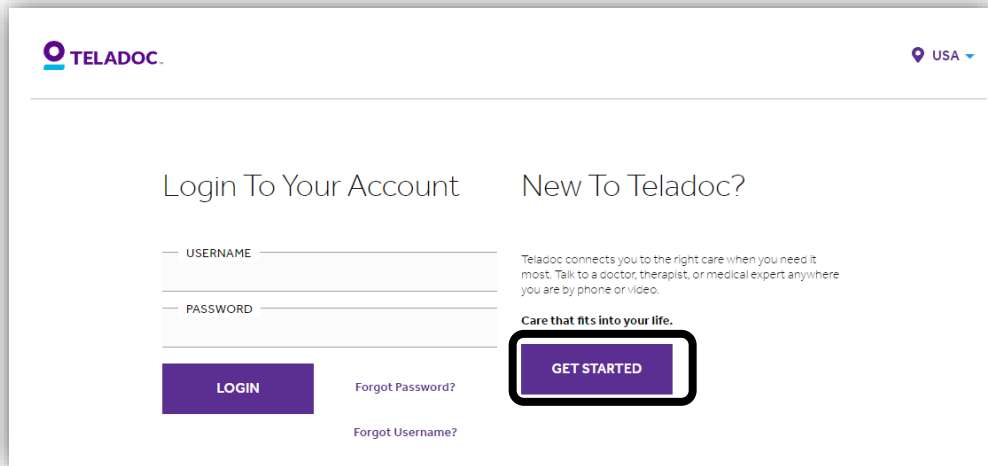 TELADOC
USA
Login To Your Account
New To Teladoc?
USERNAME
PASSWORD
LOGIN
Forgot Password?
Forgot Username?
Teladoc connects you to the right care when you need it
most. Talk to a doctor, therapist, or medical expert anywhere
you are by phone or video.
Care that fits into your life.
GET STARTED